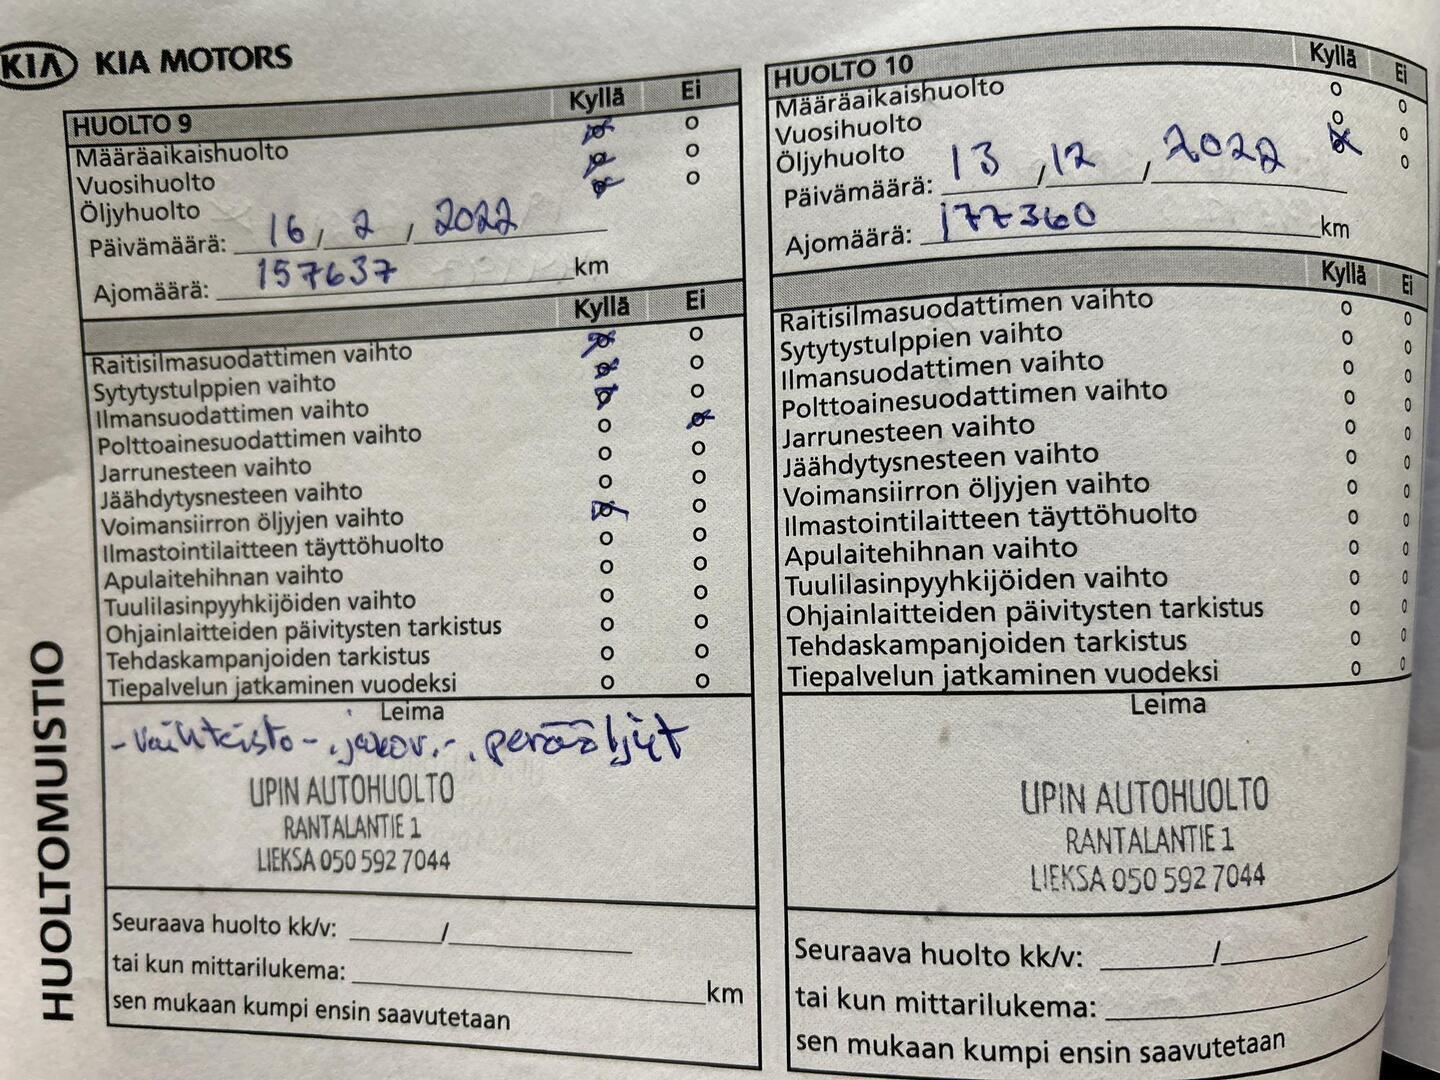 KIA KIA MOTORS
HUOLTOMUISTIO
HUOLTO 9 Kyllä Ei
Määräaikaishuolto o
Vuosihuolto o
Öljyhuolto o
Päivämäärä: 16, 2, 2022
Ajomäärä: 157637 km
Kyllä Ei
Raitisilmasuodattimen vaihto o
Sytytystulppien vaihto o
Ilmansuodattimen vaihto o
Polttoainesuodattimen vaihto o
Jarrunesteen vaihto o o
Jäähdytysnesteen vaihto o o
Voimansiirron öljyjen vaihto o
Ilmastointilaitteen täyttöhuolto o o
Apulaitehihnan vaihto o o
Tuulilasinpyyhkijöiden vaihto o o
Ohjainlaitteiden päivitysten tarkistus o o
Tehdaskampanjoiden tarkistus o o
Tiepalvelun jatkaminen vuodeksi o o
Leima
-vaihteisto-, jakov.-, perääljyt
UPIN AUTOHUOLTO
RANTALANTIE 1
LIEKSA 050 592 7044
Seuraava huolto kk/v: /
tai kun mittarilukema: km
sen mukaan kumpi ensin saavutetaan
HUOLTO 10 Kyllä Ei
Määräaikaishuolto o o
Vuosihuolto o o
Öljyhuolto o
Päivämäärä: 13, 12, 2022
Ajomäärä: 177360 km
Kyllä Ei
Raitisilmasuodattimen vaihto o o
Sytytystulppien vaihto o o
Ilmansuodattimen vaihto o o
Polttoainesuodattimen vaihto o o
Jarrunesteen vaihto o o
Jäähdytysnesteen vaihto o o
Voimansiirron öljyjen vaihto o o
Ilmastointilaitteen täyttöhuolto o o
Apulaitehihnan vaihto o o
Tuulilasinpyyhkijöiden vaihto o o
Ohjainlaitteiden päivitysten tarkistus o o
Tehdaskampanjoiden tarkistus o o
Tiepalvelun jatkaminen vuodeksi o o
Leima
UPIN AUTOHUOLTO
RANTALANTIE 1
LIEKSA 050 592 7044
Seuraava huolto kk/v: /
tai kun mittarilukema:
sen mukaan kumpi ensin saavutetaan